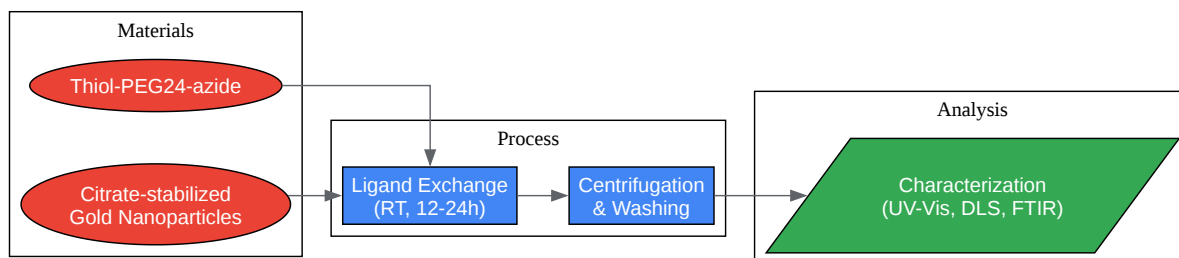 Materials
Thiol-PEG24-azide
Citrate-stabilized
Gold Nanoparticles
Process
Ligand Exchange
(RT, 12-24h)
Centrifugation
& Washing
Analysis
Characterization
(UV-Vis, DLS, FTIR)